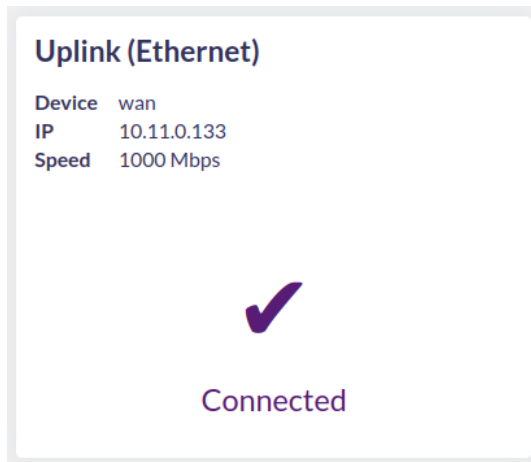 Uplink (Ethernet)
Device wan
IP 10.11.0.133
Speed 1000 Mbps
Connected